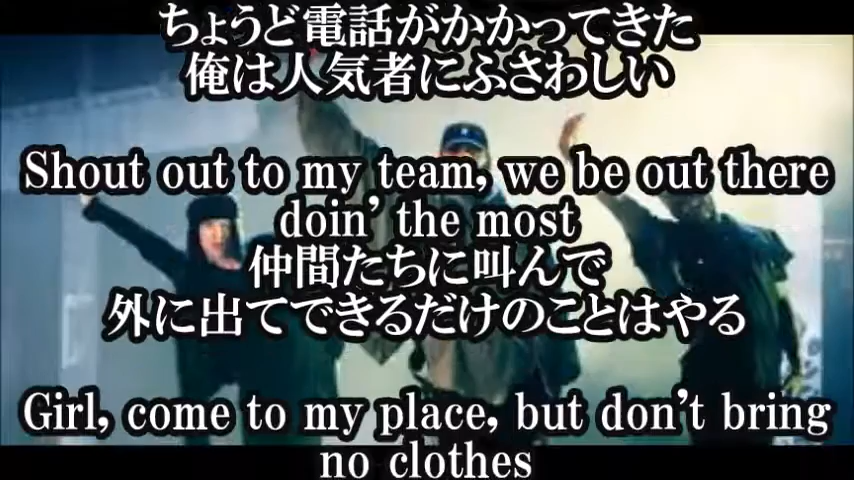 ちょうど電話がかかってきた
俺は人気者にふさわしい
Shout out to my team, we be out there
doin' the most
仲間たちに叫んで
外に出てできるだけのことはやる
Girl, come to my place, but don't bring
no clothes